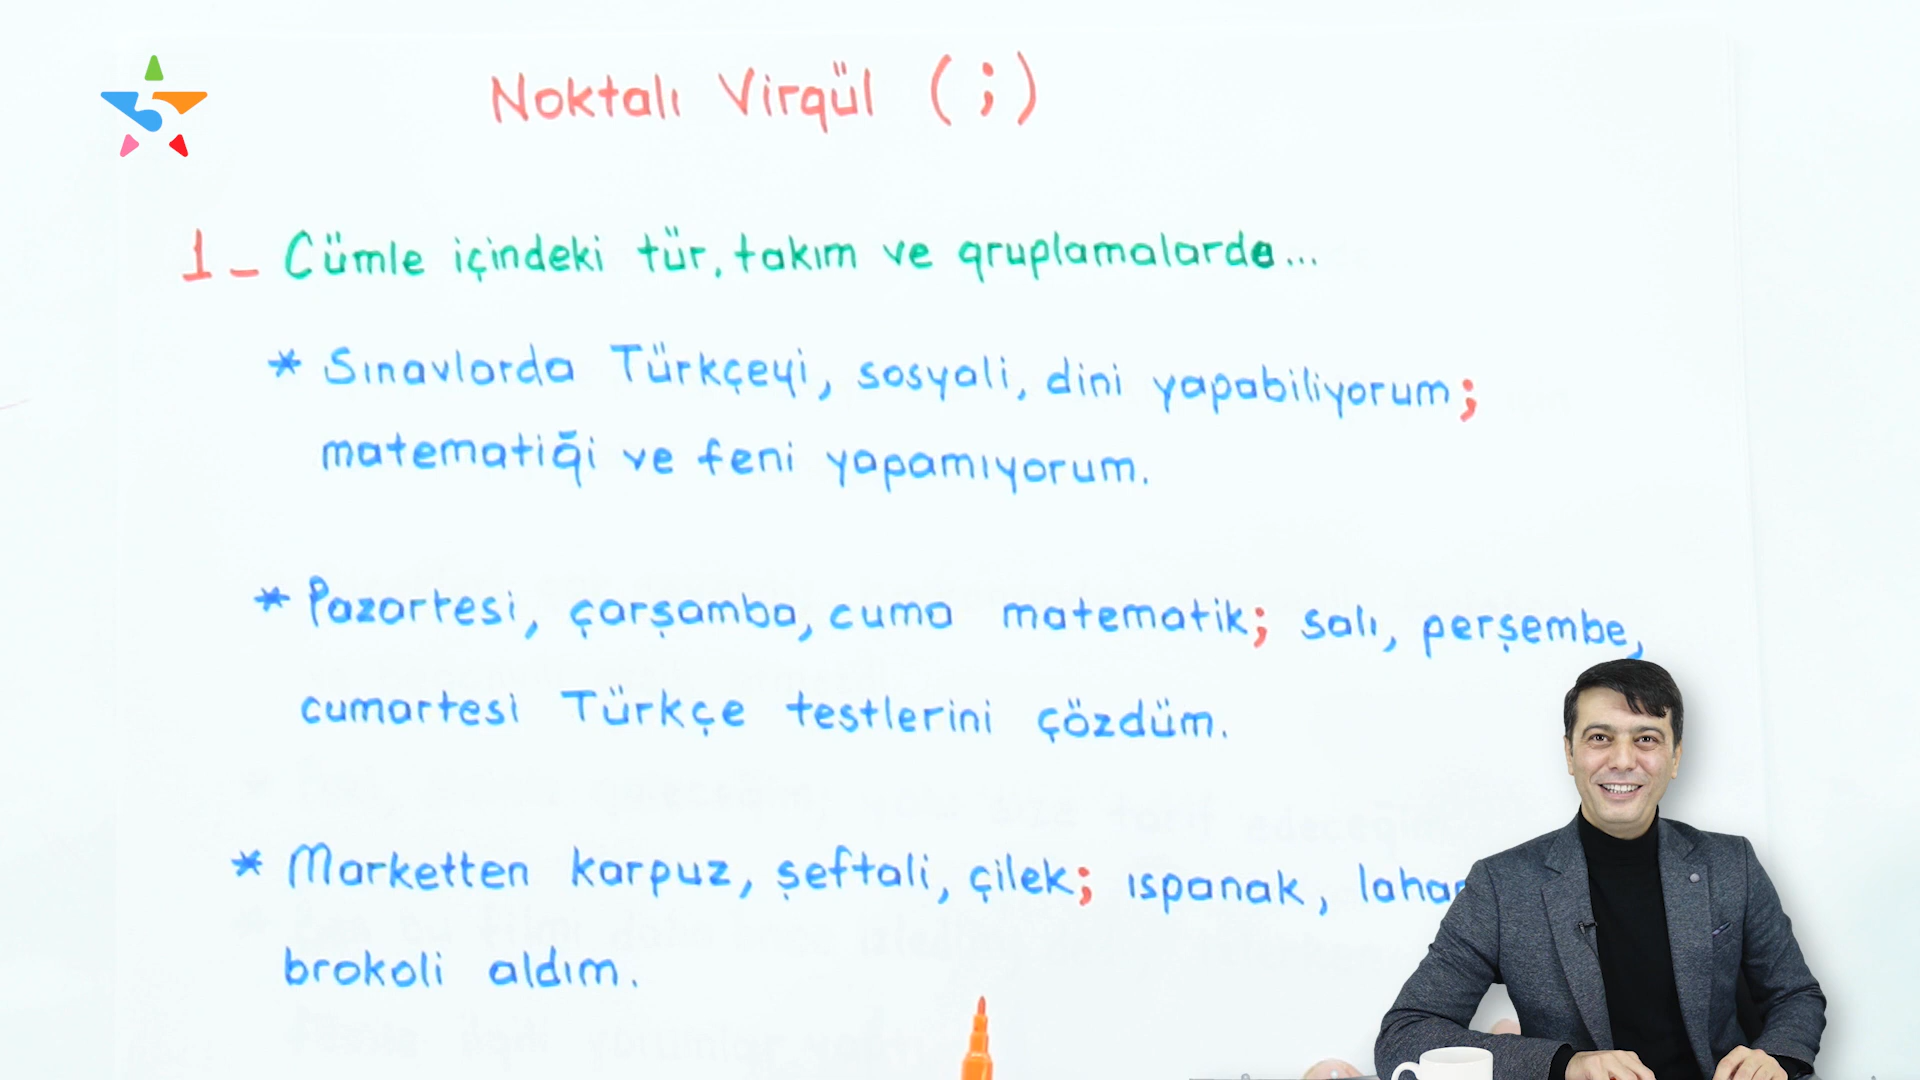 Noktalı Virgül (;)
1- Cümle içindeki tür, takım ve gruplamalarda...
* Sınavlarda Türkçeyi, sosyali, dini yapabiliyorum;
matematiği ve feni yapamıyorum.
* Pazartesi, çarşamba, cuma matematik; salı, perşembe,
cumartesi Türkçe testlerini çözdüm.
* Marketten karpuz, şeftali, çilek; ıspanak,
brokoli aldım.